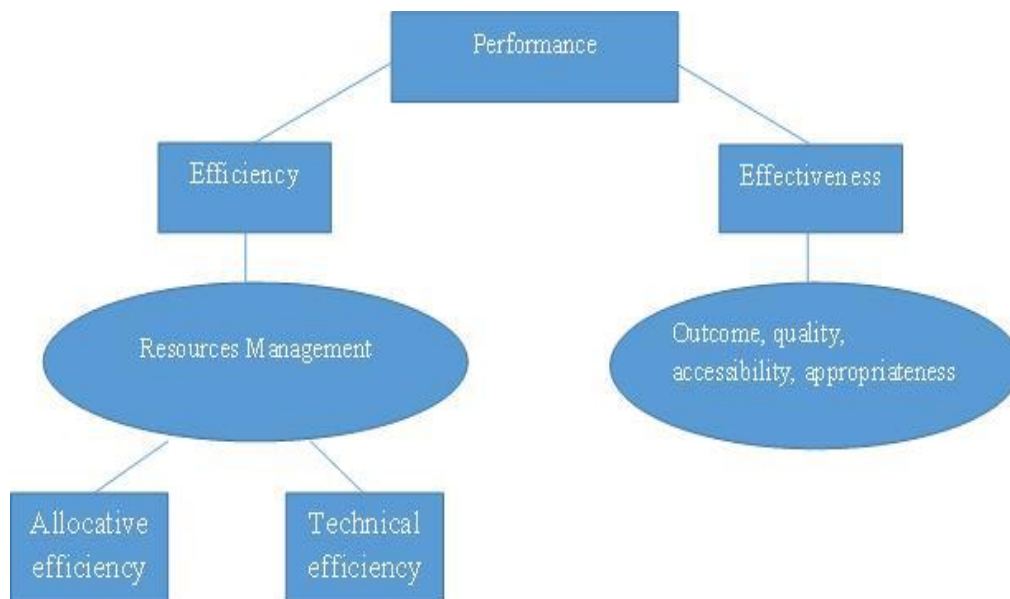 Performance
Efficiency
Effectiveness
Resources Management
Outcome, quality,
accessibility, appropriateness
Allocative
efficiency
Technical
efficiency